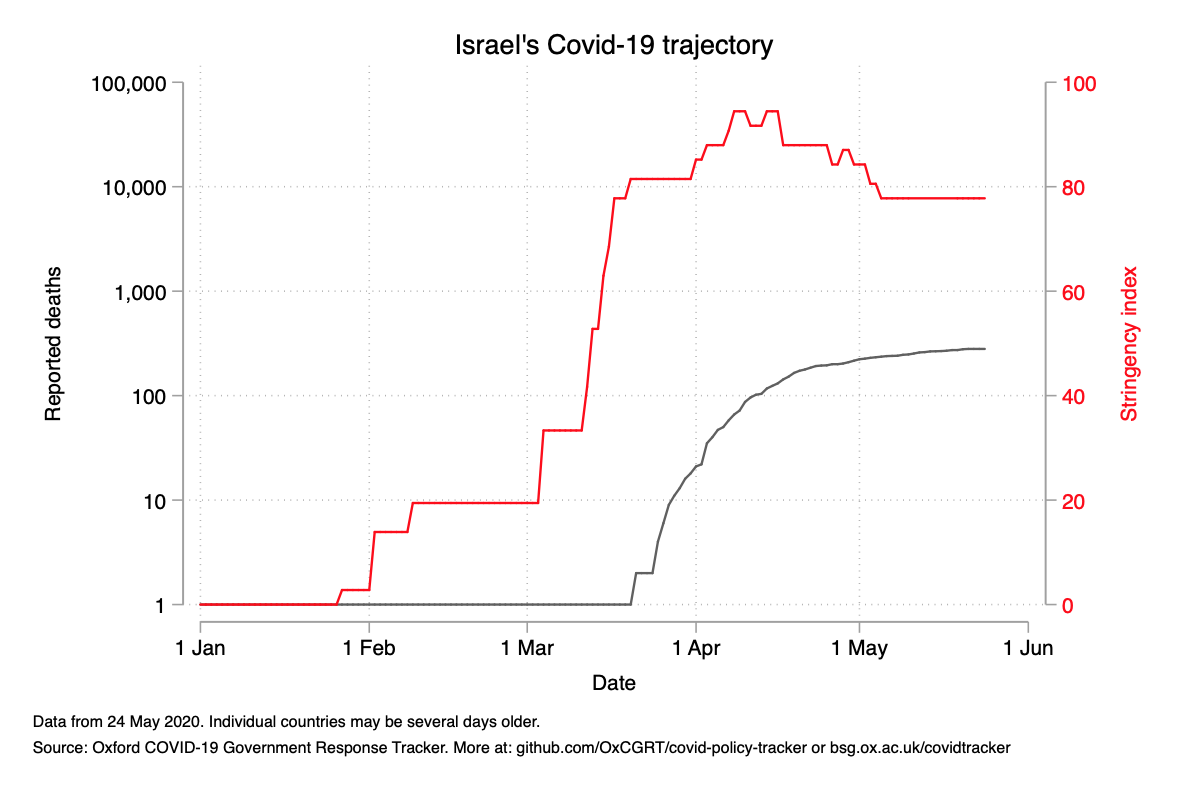 Israel's Covid-19 trajectory
100,000
10,000
1,000
100
10
1
Reported deaths
100
80
60
40
20
0
Stringency index
1 Jan
1 Feb
1 Mar
1 Apr
1 May
1 Jun
Date
Data from 24 May 2020. Individual countries may be several days older.
Source: Oxford COVID-19 Government Response Tracker. More at: github.com/OxCGRT/covid-policy-tracker or bsg.ox.ac.uk/covidtracker